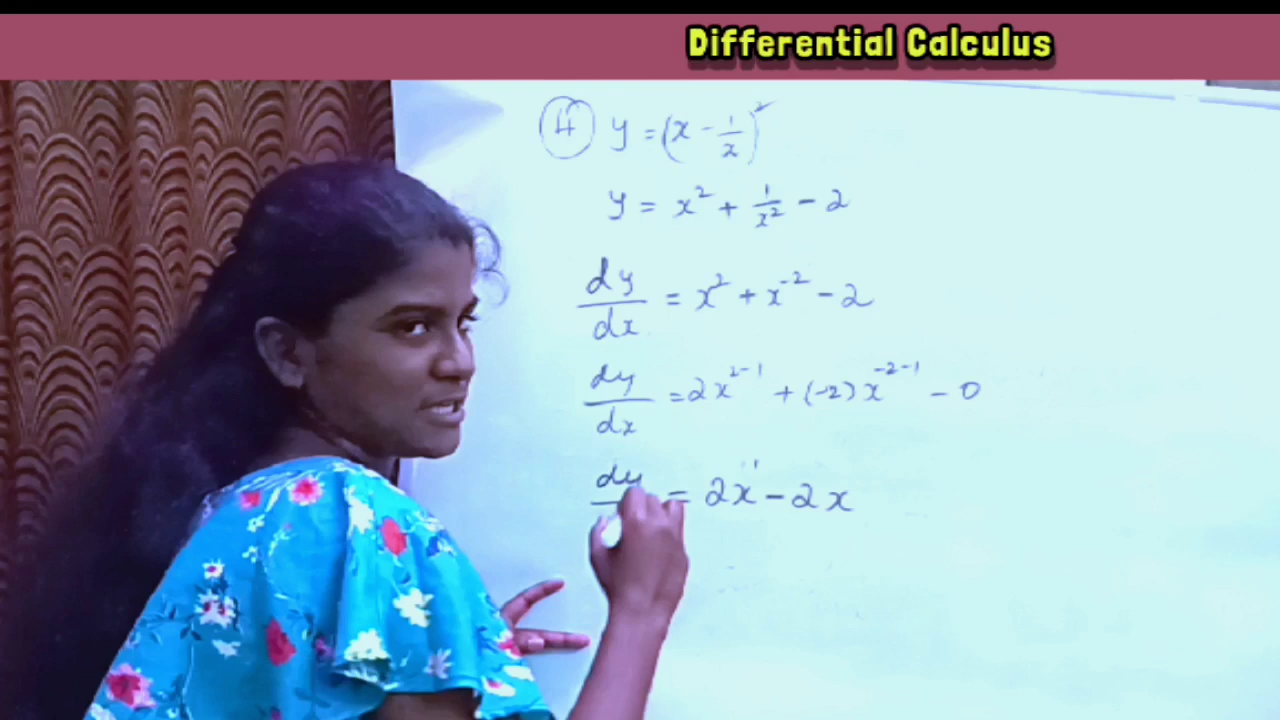 Differential Calculus
④ y = (x - 1/x)²
y = x² + 1/x² - 2
dy/dx = x² + x⁻² - 2
dy/dx = 2x²⁻¹ + (-2)x⁻²⁻¹ - 0
dy = 2x¹ - 2x